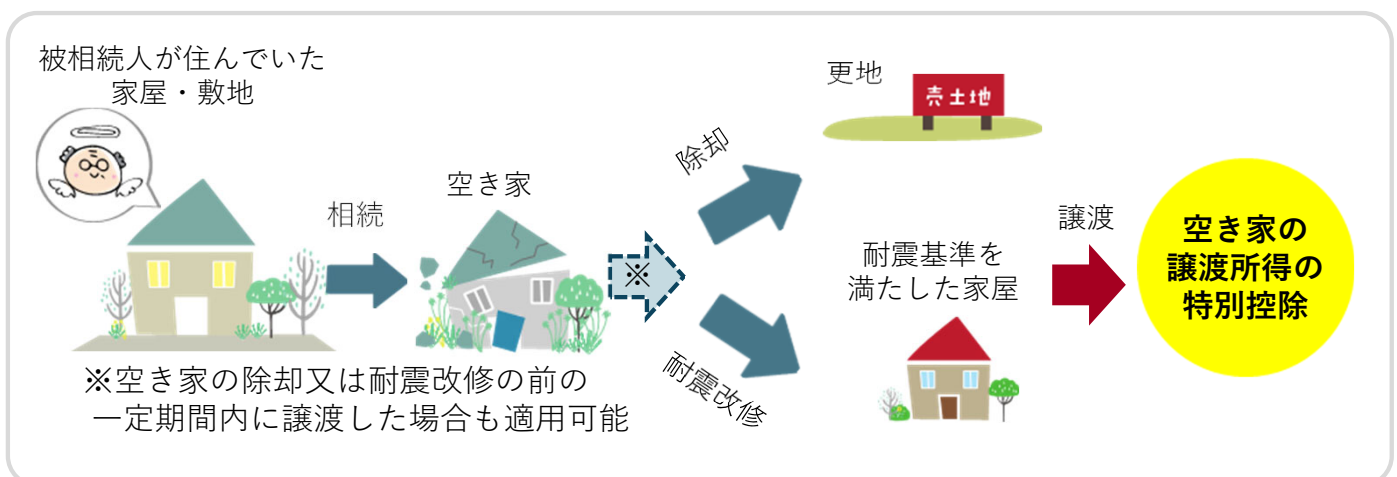 被相続人が住んでいた
家屋・敷地
相続
空き家
※
除却
更地
売土地
耐震改修
耐震基準を
満たした家屋
譲渡
空き家の
譲渡所得の
特別控除
※空き家の除却又は耐震改修の前の
一定期間内に譲渡した場合も適用可能